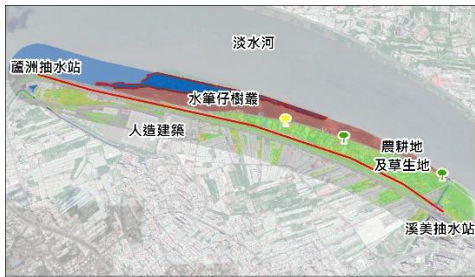 淡水河
蘆洲抽水站
水筆仔樹叢
人造建築
農耕地
及草生地
溪美抽水站